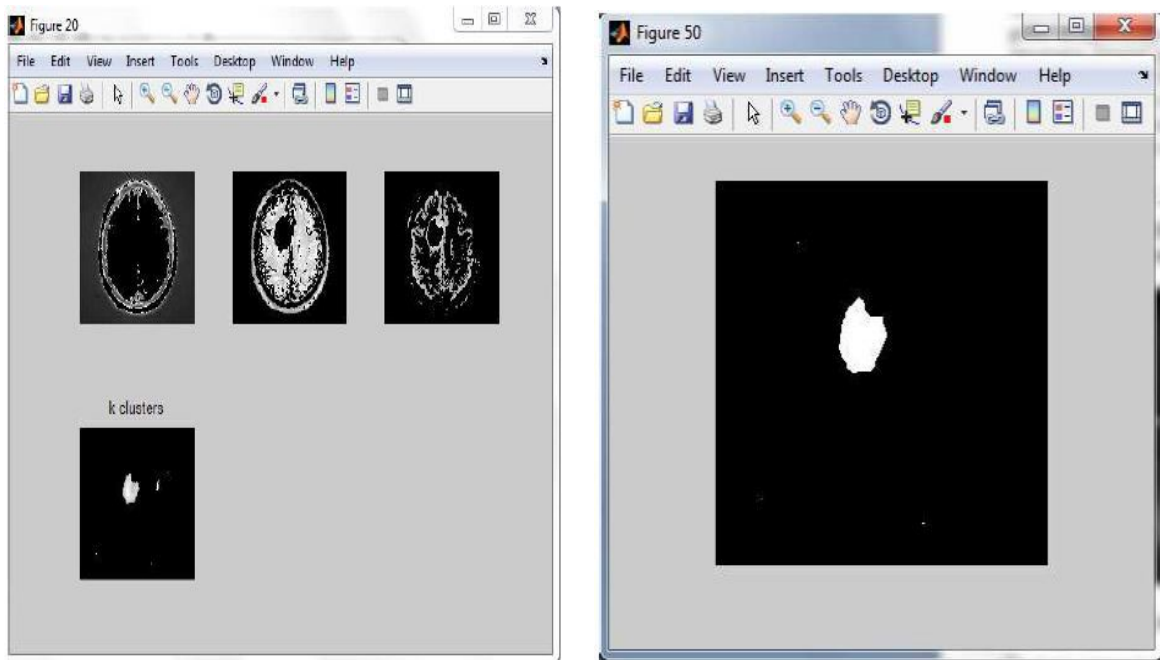 Figure 20
File Edit View Insert Tools Desktop Window Help
k clusters
Figure 50
File Edit View Insert Tools Desktop Window Help